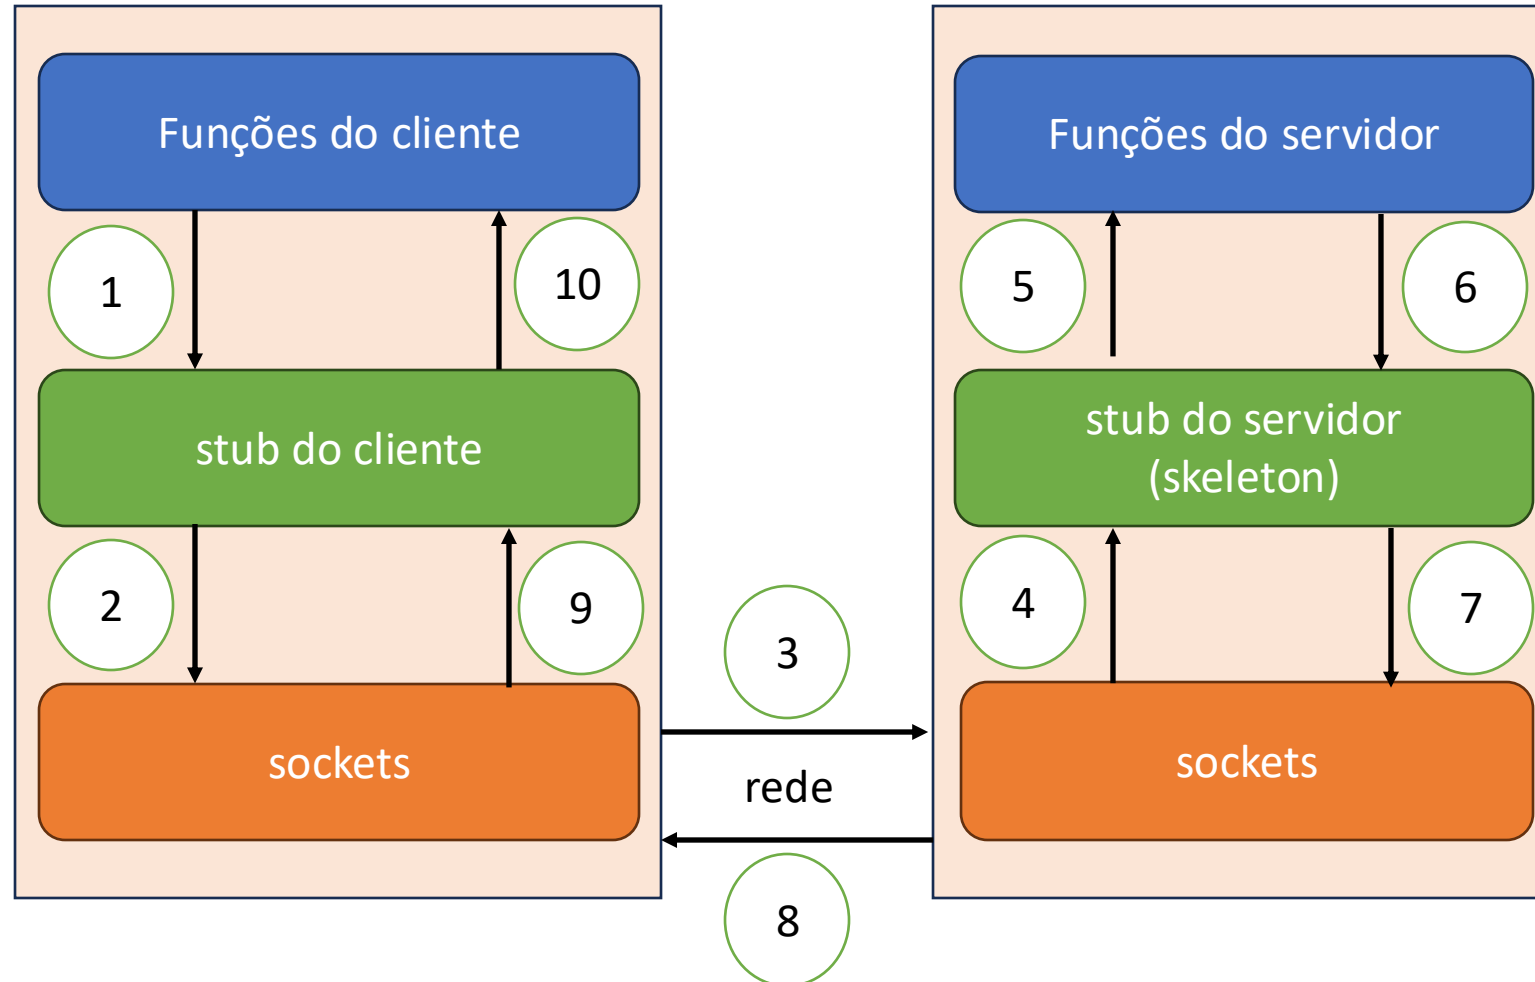 Funções do cliente
Funções do servidor
1
10
5
6
stub do cliente
stub do servidor
(skeleton)
2
9
3
4
7
sockets
rede
sockets
8